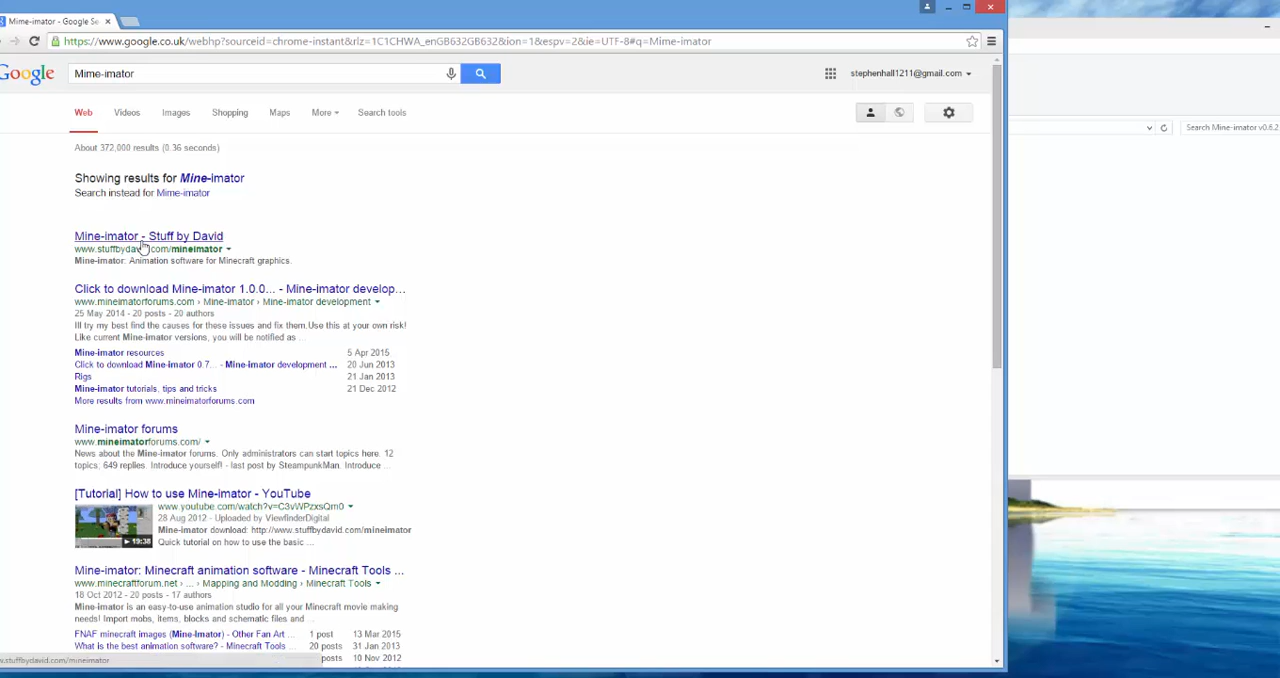 Mime-imator - Google Se
https://www.google.co.uk/webhp?sourceid=chrome-instant&rlz=1C1CHWA_enGB632GB632&ion=1&espv=2&ie=UTF-8#q=Mime-imator
Google
Mime-imator
stephenhall1211@gmail.com
Search Mine-imator v0.6.2
Web Videos Images Shopping Maps More Search tools
About 372,000 results (0.36 seconds)
Showing results for Mine-imator
Search instead for Mime-imator
Mine-imator - Stuff by David
www.stuffbydavid.com/mineimator
Mine-imator: Animation software for Minecraft graphics.
Click to download Mine-imator 1.0.0... - Mine-imator develop...
www.mineimatorforums.com › Mine-imator › Mine-imator development
25 May 2014 - 20 posts - 20 authors
Ill try my best find the causes for these issues and fix them.Use this at your own risk!
Like current Mine-imator versions, you will be notified as ...
Mine-imator resources 5 Apr 2015
Click to download Mine-imator 0.7... - Mine-imator development ... 20 Jun 2013
Rigs 21 Jan 2013
Mine-imator tutorials, tips and tricks 21 Dec 2012
More results from www.mineimatorforums.com
Mine-imator forums
www.mineimatorforums.com/
News about the Mine-imator forums. Only administrators can start topics here. 12
topics; 649 replies. Introduce yourself! - last post by SteampunkMan. Introduce ...
[Tutorial] How to use Mine-imator - YouTube
www.youtube.com/watch?v=C3vWPzxsQm0
28 Aug 2012 - Uploaded by ViewfinderDigital
Mine-imator download: http://www.stuffbydavid.com/mineimator
19:38
Quick tutorial on how to use the basic ...
Mine-imator: Minecraft animation software - Minecraft Tools ...
www.minecraftforum.net › ... › Mapping and Modding › Minecraft Tools
18 Oct 2012 - 20 posts - 17 authors
Mine-imator is an easy-to-use animation studio for all your Minecraft movie making
needs! Import mobs, items, blocks and schematic files and ...
FNAF minecraft images (Mine-Imator) - Other Fan Art ... 1 post 13 Mar 2015
What is the best animation software? - Minecraft Tools ... 20 posts 31 Jan 2013
posts 10 Nov 2012
w.stuffbydavid.com/mineimator